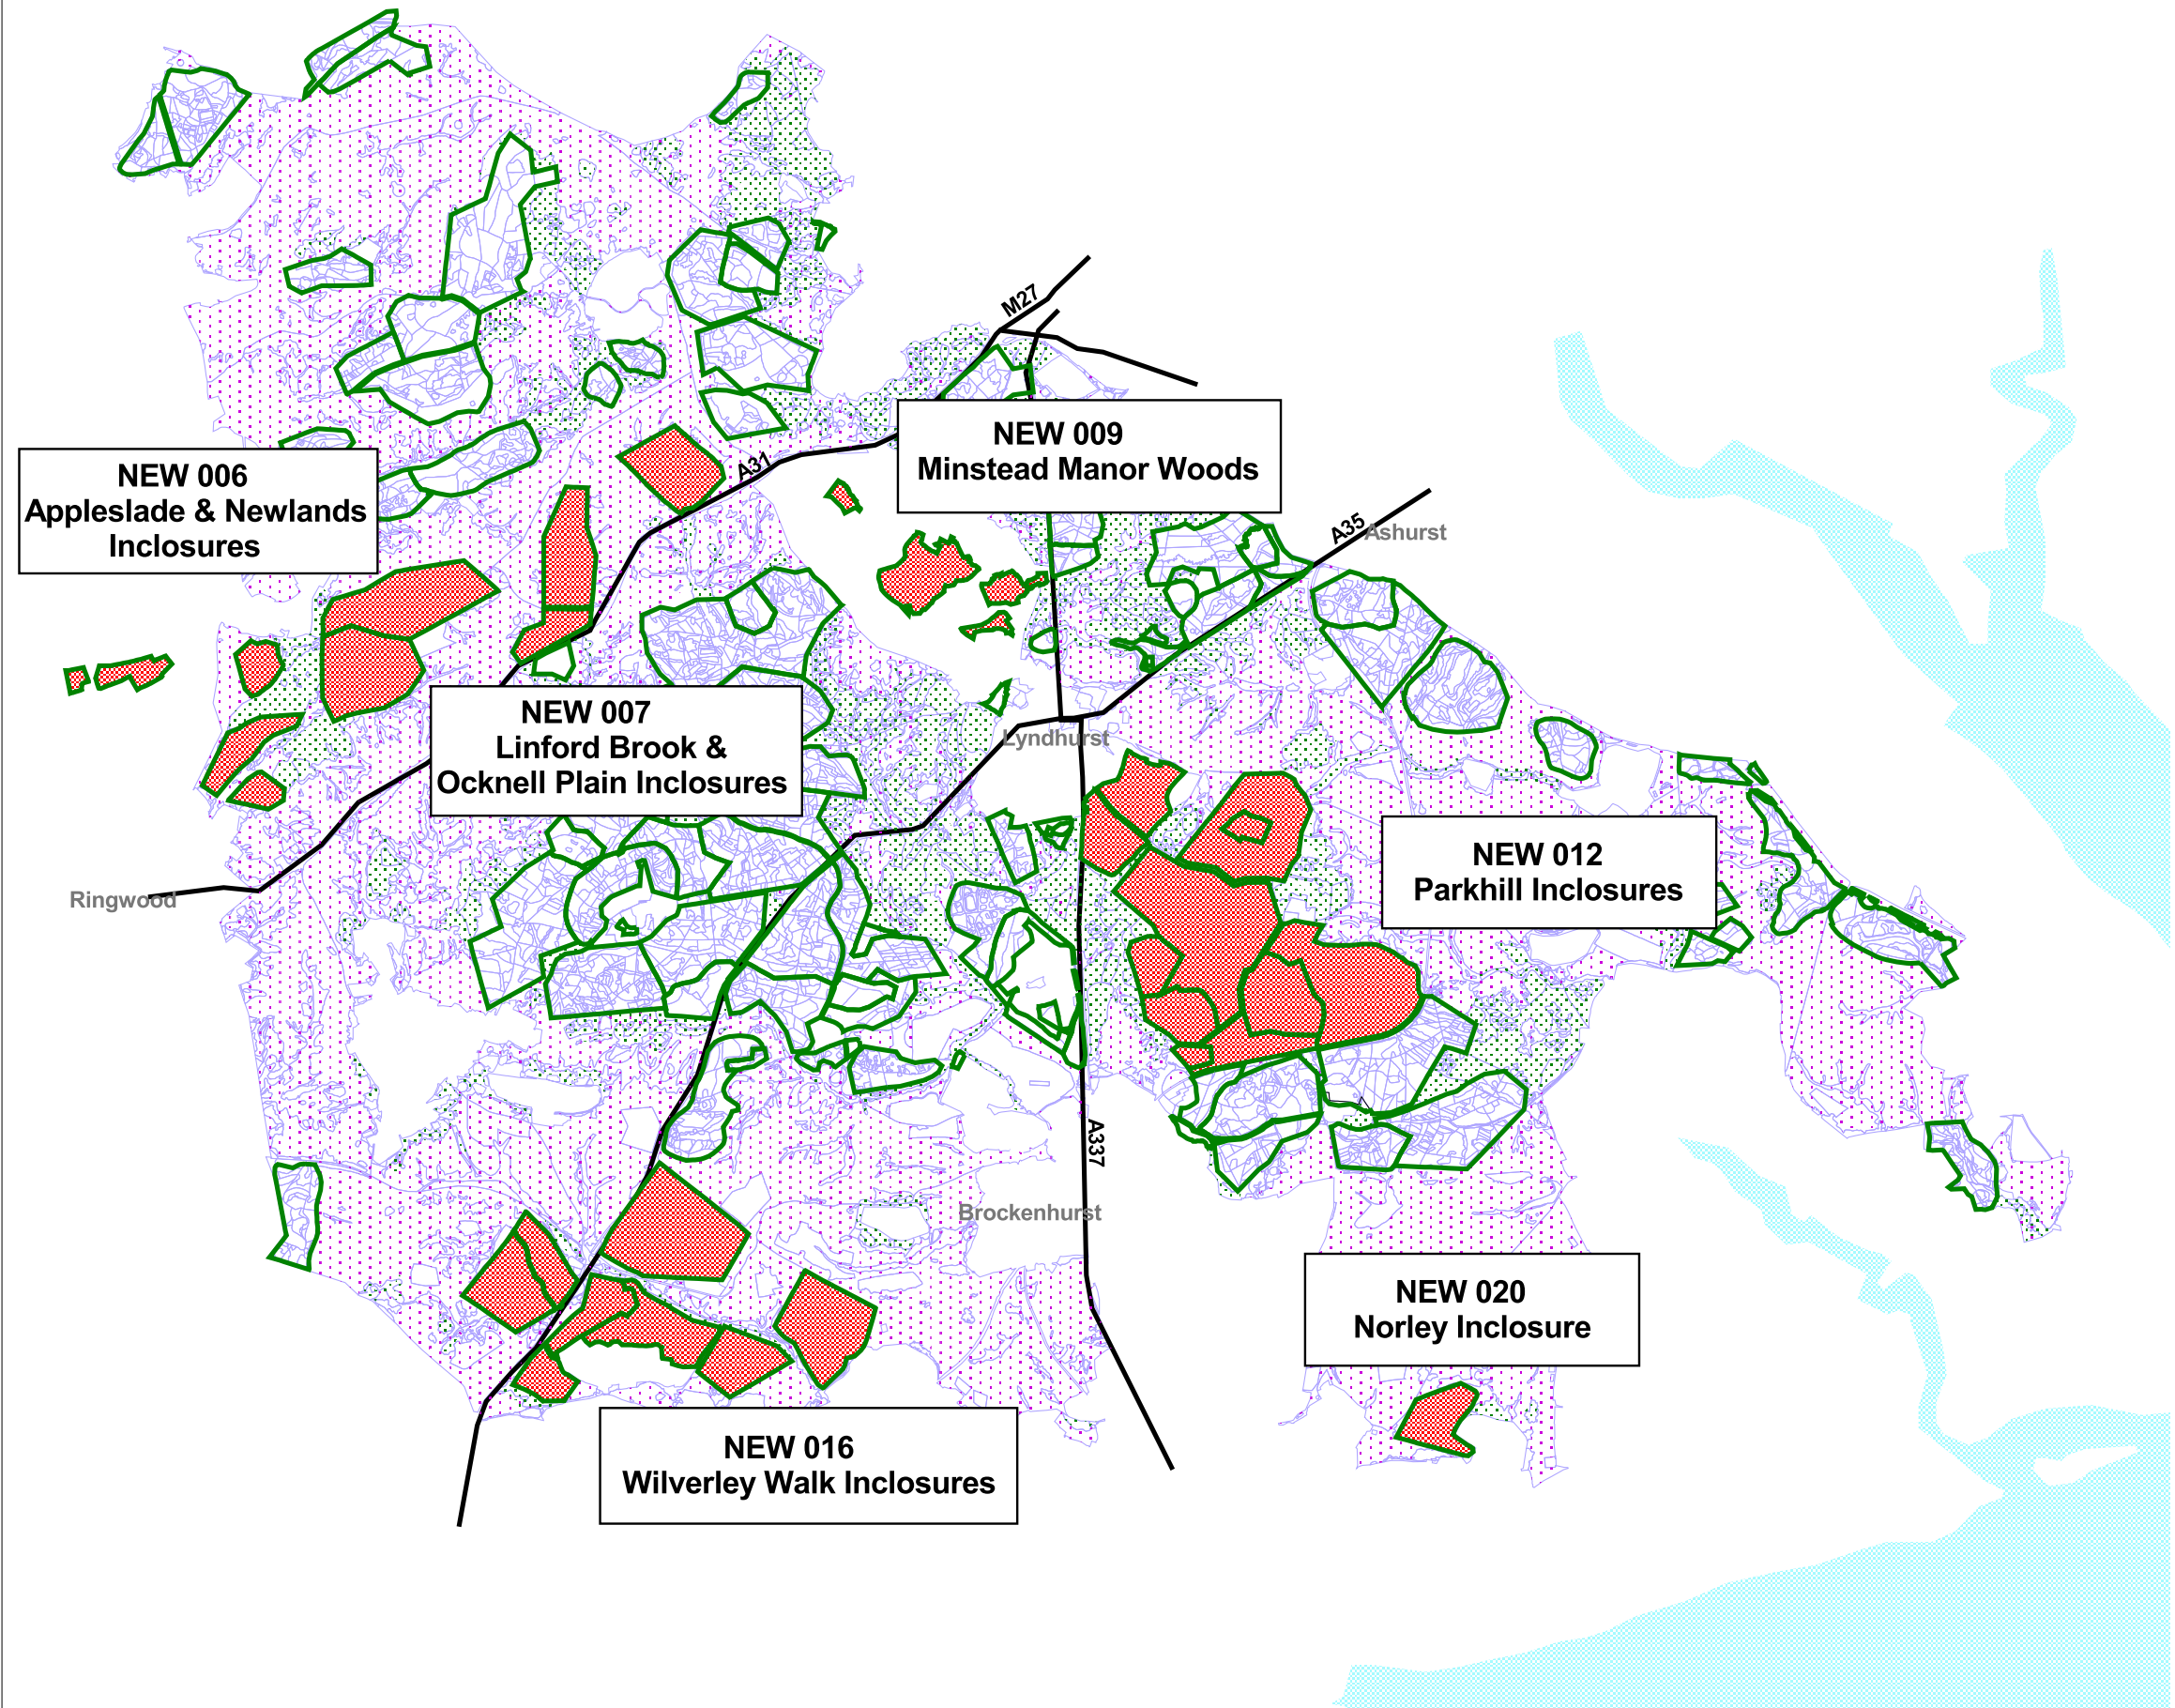 M27
NEW 009
Minstead Manor Woods
A31
NEW 006
Appleslade & Newlands
Inclosures
A35
Ashurst
NEW 007
Linford Brook &
Ocknell Plain Inclosures
Lyndhurst
NEW 012
Parkhill Inclosures
Ringwood
A337
Brockenhurst
NEW 020
Norley Inclosure
NEW 016
Wilverley Walk Inclosures